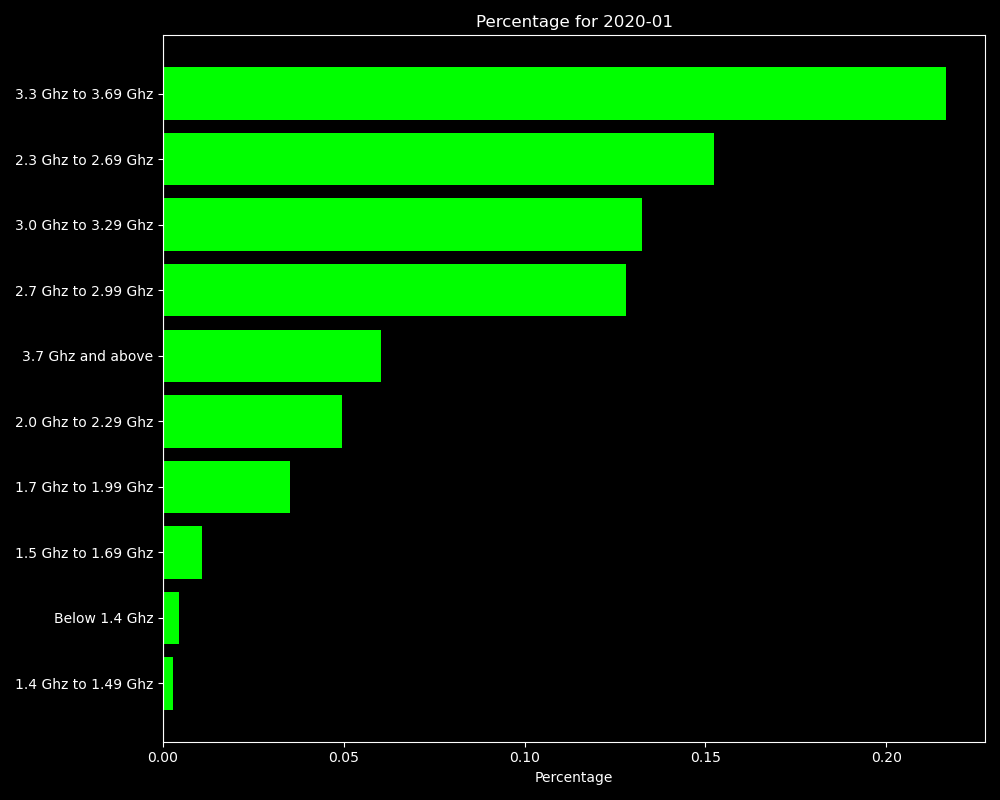 Percentage for 2020-01
3.3 Ghz to 3.69 Ghz
2.3 Ghz to 2.69 Ghz
3.0 Ghz to 3.29 Ghz
2.7 Ghz to 2.99 Ghz
3.7 Ghz and above
2.0 Ghz to 2.29 Ghz
1.7 Ghz to 1.99 Ghz
1.5 Ghz to 1.69 Ghz
Below 1.4 Ghz
1.4 Ghz to 1.49 Ghz
0.00 0.05 0.10 0.15 0.20
Percentage